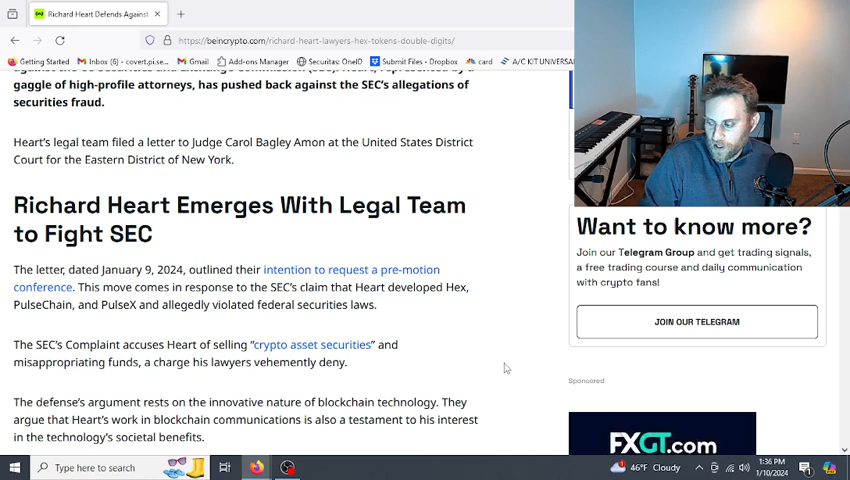 Richard Heart Defends Against
https://beincrypto.com/richard-heart-lawyers-hex-tokens-double-digits/
Getting Started
Inbox (6) - covert.pi.se...
Gmail
Securitas: OneID
Submit Files - Dropbox
card
A/C KIT UNIVERSAL
gaggle of high-profile attorneys, has pushed back against the SEC's allegations of
securities fraud.
Heart's legal team filed a letter to Judge Carol Bagley Amon at the United States District
Court for the Eastern District of New York.
Richard Heart Emerges With Legal Team
to Fight SEC
The letter, dated January 9, 2024, outlined their intention to request a pre-motion
conference. This move comes in response to the SEC's claim that Heart developed Hex,
PulseChain, and PulseX and allegedly violated federal securities laws.
The SEC's Complaint accuses Heart of selling "crypto asset securities" and
misappropriating funds, a charge his lawyers vehemently deny.
The defense's argument rests on the innovative nature of blockchain technology. They
argue that Heart's work in blockchain communications is also a testament to his interest
in the technology's societal benefits.
Want to know more?
Join our Telegram Group and get trading signals,
a free trading course and daily communication
with crypto fans!
JOIN OUR TELEGRAM
Sponsored
FXGT.com
Type here to search
46°F Cloudy
1:36 PM
1/10/2024